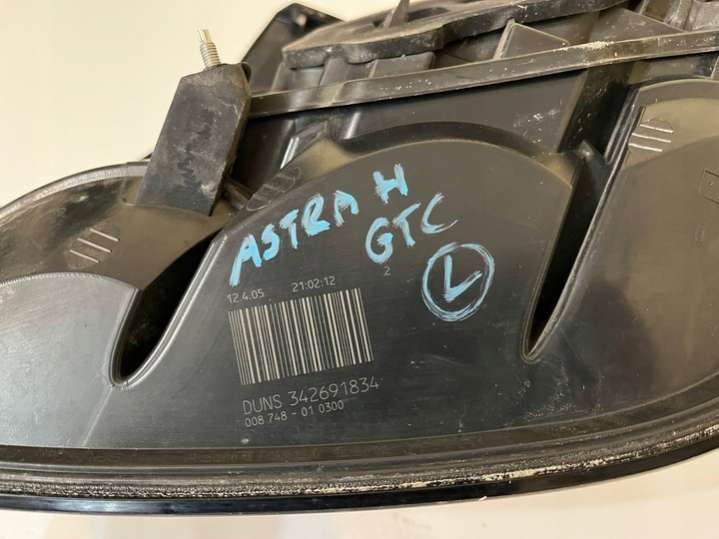 ASTRA H
GTC
L
2
12.4.05 21:02:12
DUNS 342691834
008 748 - 01 0300